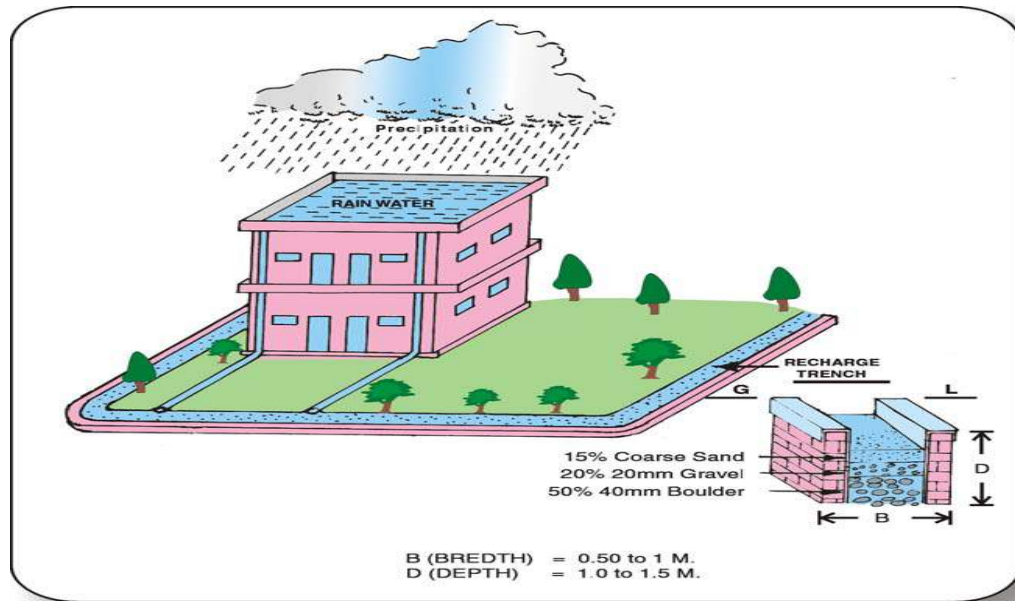 Precipitation
RAIN WATER
RECHARGE
TRENCH
G L
15% Coarse Sand
20% 20mm Gravel
50% 40mm Boulder
D
B
B (BREDTH) = 0.50 to 1 M.
D (DEPTH) = 1.0 to 1.5 M.